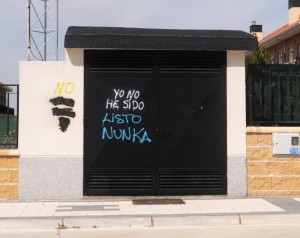 NO
YO NO
HE SIDO
LISTO
NUNKA